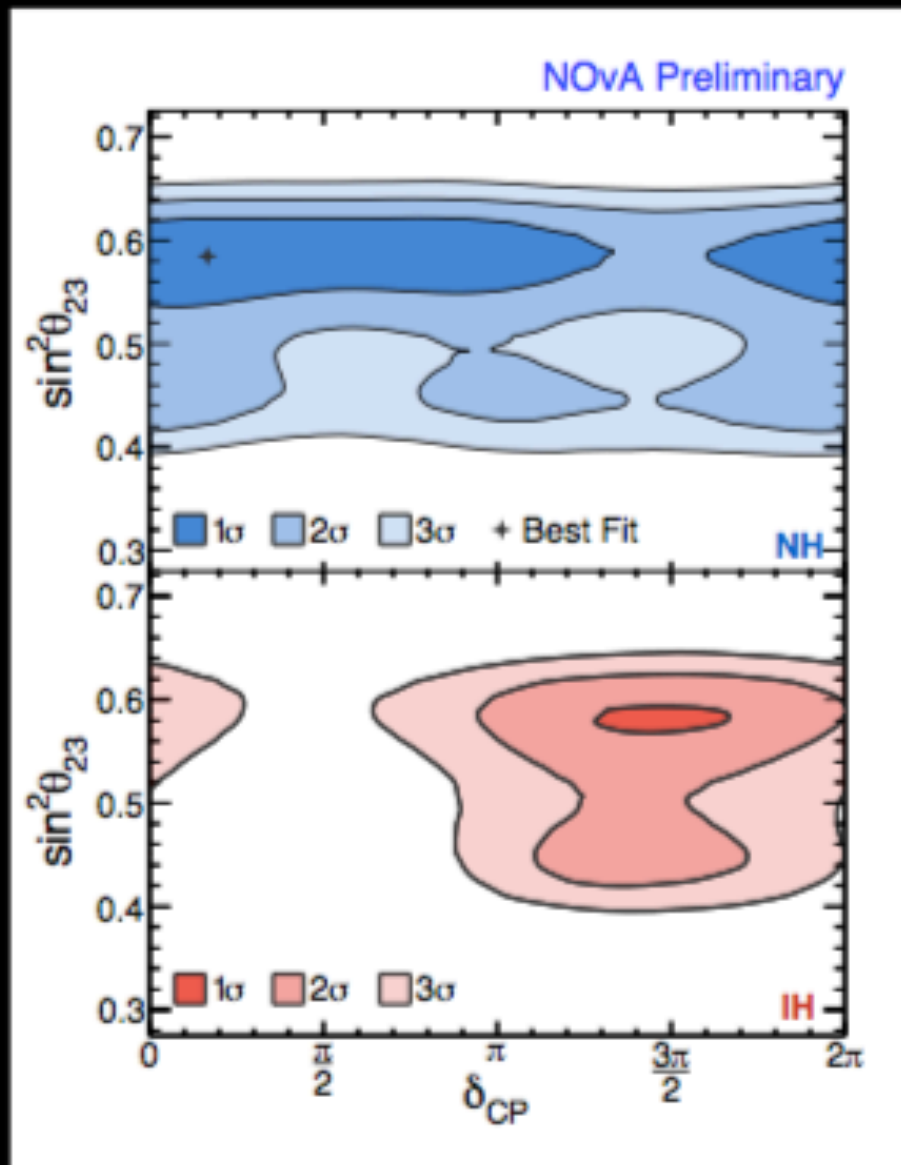 NOvA Preliminary
0.7
0.6
0.5
0.4
0.3
sin²θ₂₃
1σ 2σ 3σ + Best Fit
NH
0.7
0.6
0.5
0.4
0.3
sin²θ₂₃
1σ 2σ 3σ
IH
0 π/2 π 3π/2 2π
δCP